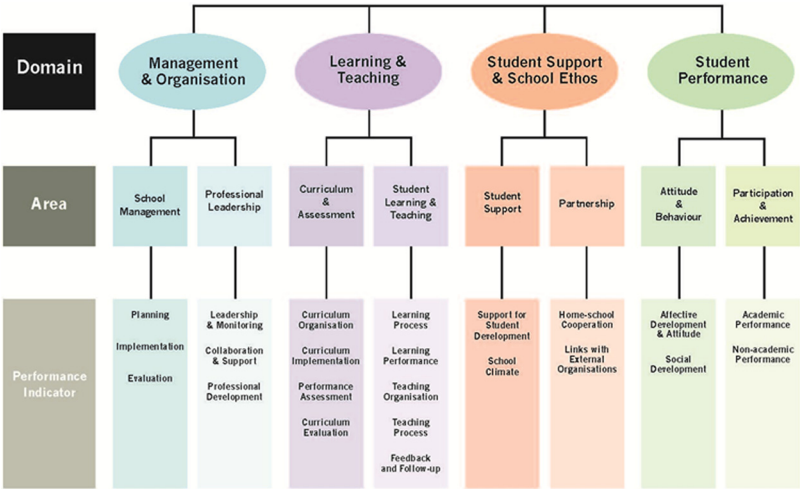 Domain
Management
& Organisation
Learning &
Teaching
Student Support
& School Ethos
Student
Performance
Area
School
Management
Professional
Leadership
Curriculum
&
Assessment
Student
Learning &
Teaching
Student
Support
Partnership
Attitude
&
Behaviour
Participation
&
Achievement
Performance
Indicator
Planning
Implementation
Evaluation
Leadership
& Monitoring
Collaboration
& Support
Professional
Development
Curriculum
Organisation
Curriculum
Implementation
Performance
Assessment
Curriculum
Evaluation
Learning
Process
Learning
Performance
Teaching
Organisation
Teaching
Process
Feedback
and Follow-up
Support for
Student
Development
School
Climate
Home-school
Cooperation
Links with
External
Organisations
Affective
Development
& Attitude
Social
Development
Academic
Performance
Non-academic
Performance